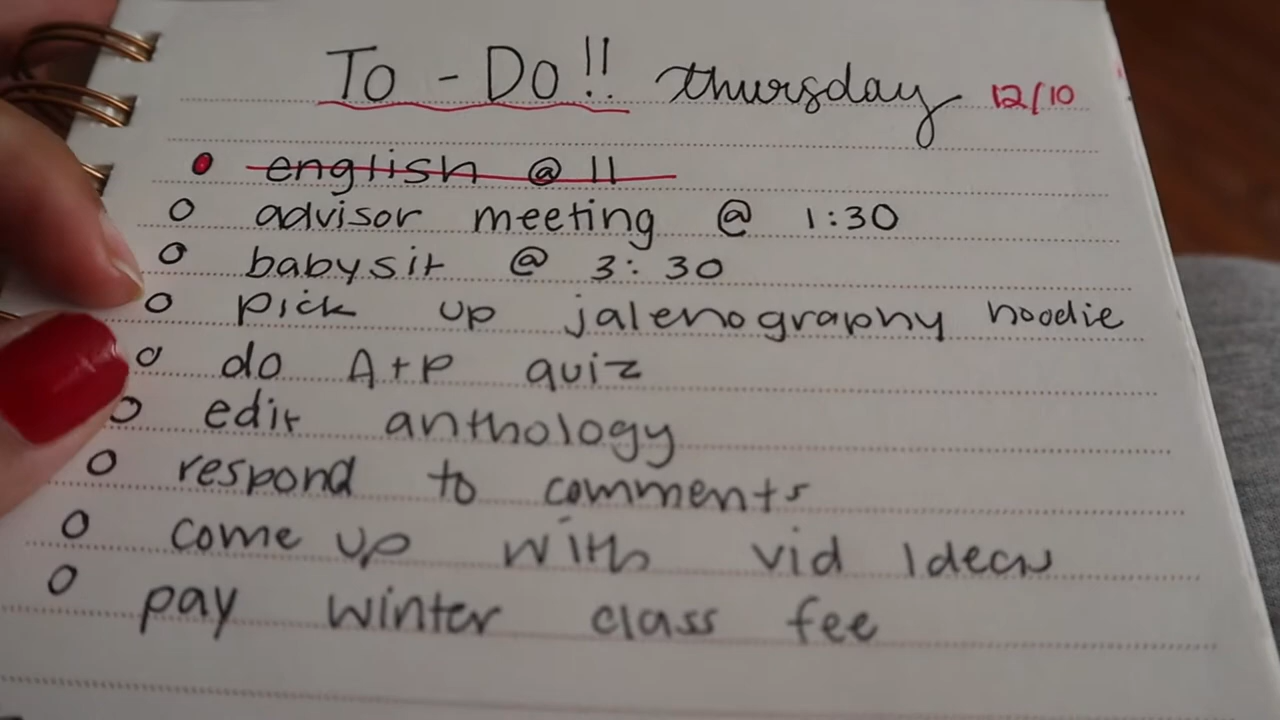 To-Do!! thursday 12/10
english @ 11
advisor meeting @ 1:30
babysit @ 3:30
pick up jalenography hoodie
do A+P quiz
edit anthology
respond to comments
come up with vid ideas
pay winter class fee